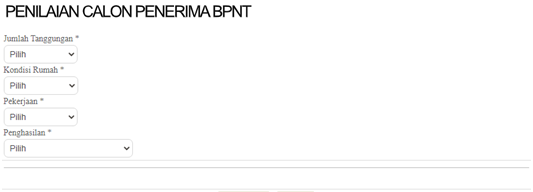 PENILAIAN CALON PENERIMA BPNT
Jumlah Tanggungan *
Pilih
Kondisi Rumah *
Pilih
Pekerjaan *
Pilih
Penghasilan *
Pilih